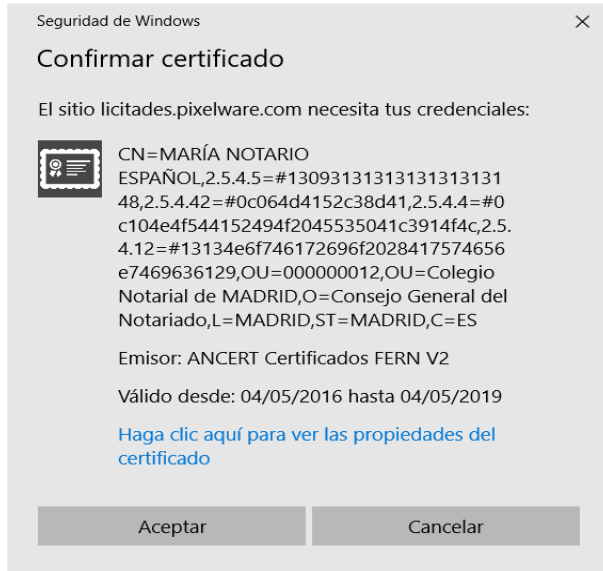 Seguridad de Windows
Confirmar certificado
El sitio licitades.pixelware.com necesita tus credenciales:
CN=MARÍA NOTARIO
ESPAÑOL,2.5.4.5=#13093131313131313131
48,2.5.4.42=#0c064d4152c38d41,2.5.4.4=#0
c104e4f544152494f2045535041c3914f4c,2.5.
4.12=#13134e6f746172696f2028417574656
e7469636129,OU=000000012,OU=Colegio
Notarial de MADRID,O=Consejo General del
Notariado,L=MADRID,ST=MADRID,C=ES
Emisor: ANCERT Certificados FERN V2
Válido desde: 04/05/2016 hasta 04/05/2019
Haga clic aquí para ver las propiedades del
certificado
Aceptar
Cancelar